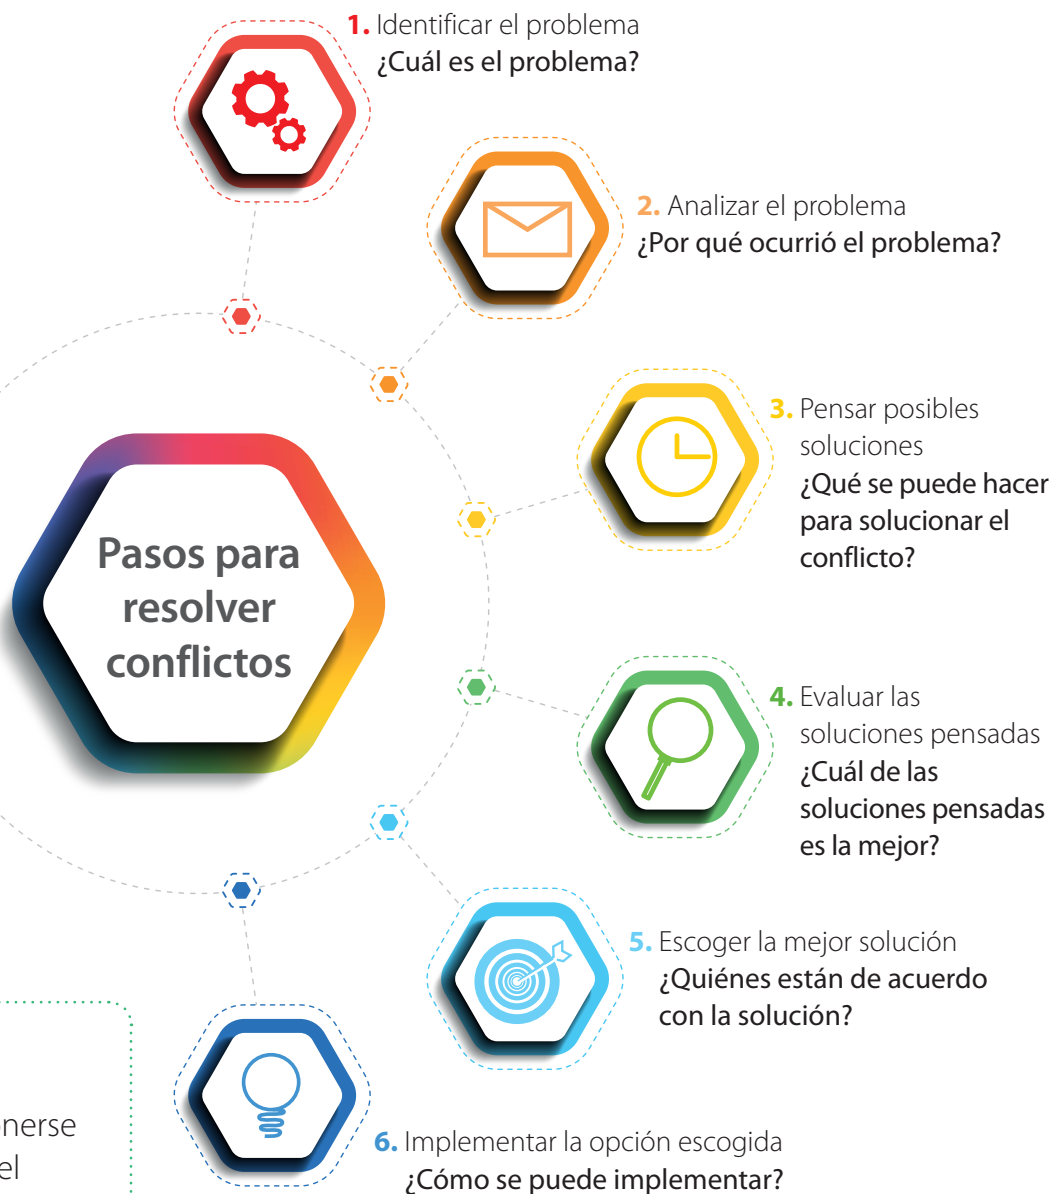 1. Identificar el problema
¿Cuál es el problema?
2. Analizar el problema
¿Por qué ocurrió el problema?
3. Pensar posibles
soluciones
¿Qué se puede hacer
para solucionar el
conflicto?
Pasos para
resolver
conflictos
4. Evaluar las
soluciones pensadas
¿Cuál de las
soluciones pensadas
es la mejor?
5. Escoger la mejor solución
¿Quiénes están de acuerdo
con la solución?
6. Implementar la opción escogida
¿Cómo se puede implementar?